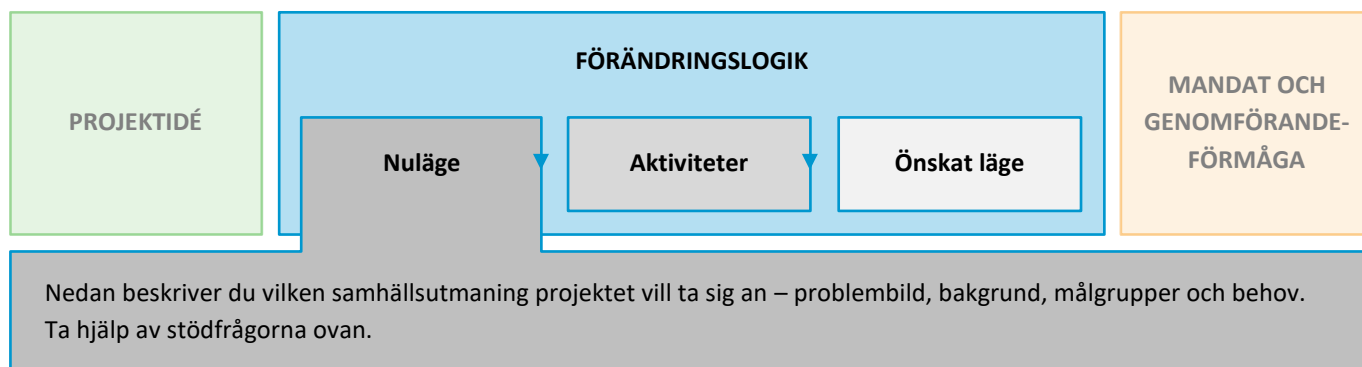 PROJEKTIDÉ
FÖRÄNDRINGSLOGIK
Nuläge
Aktiviteter
Önskat läge
MANDAT OCH
GENOMFÖRANDE-
FÖRMÅGA
Nedan beskriver du vilken samhällsutmaning projektet vill ta sig an – problembild, bakgrund, målgrupper och behov.
Ta hjälp av stödfrågorna ovan.